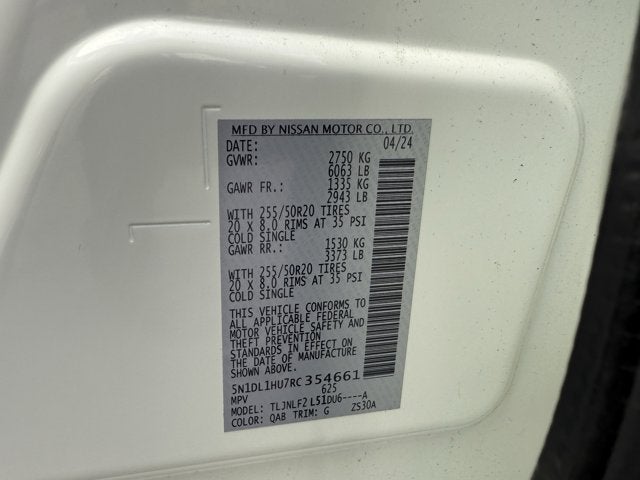 MFD BY NISSAN MOTOR CO., LTD.
DATE: 04/24
GVWR: 2750 KG
6063 LB
GAWR FR.: 1335 KG
2943 LB
WITH 255/50R20 TIRES
20 X 8.0 RIMS AT 35 PSI
COLD SINGLE
GAWR RR.: 1530 KG
3373 LB
WITH 255/50R20 TIRES
20 X 8.0 RIMS AT 35 PSI
COLD SINGLE
THIS VEHICLE CONFORMS TO
ALL APPLICABLE FEDERAL
MOTOR VEHICLE SAFETY AND
THEFT PREVENTION
STANDARDS IN EFFECT ON
THE DATE OF MANUFACTURE
SHOWN ABOVE.
5N1DL1HU7RC354661
MPV 625
MODEL: TLJNLF2 L51DU6----A
COLOR: QAB TRIM: G ZS30A